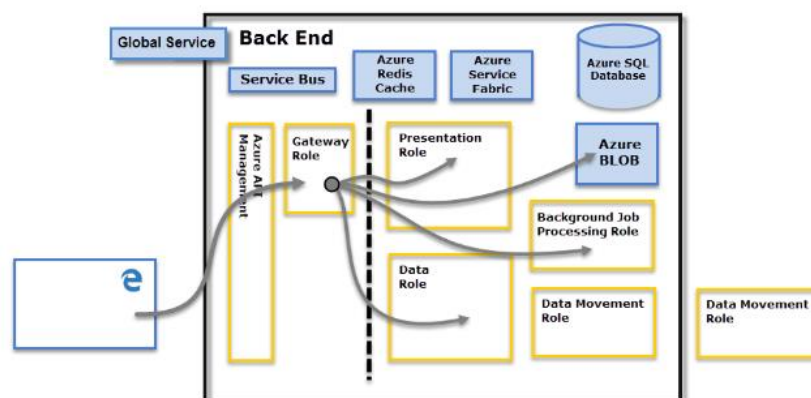 Global Service
Back End
Service Bus
Azure
Redis
Cache
Azure
Service
Fabric
Azure SQL
Database
Azure API
Management
Gateway
Role
Presentation
Role
Azure
BLOB
Background Job
Processing Role
Data
Role
Data Movement
Role
Data Movement
Role